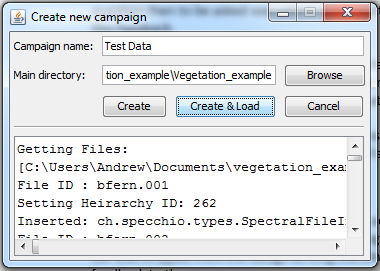 Create new campaign
Campaign name: Test Data
Main directory: tion_example\Vegetation_example Browse
Create Create & Load Cancel
Getting Files:
[C:\Users\Andrew\Documents\vegetation_exa
File ID : bfern.001
Setting Heirarchy ID: 262
Inserted: ch.specchio.types.SpectralFileI
File ID : bfern.002